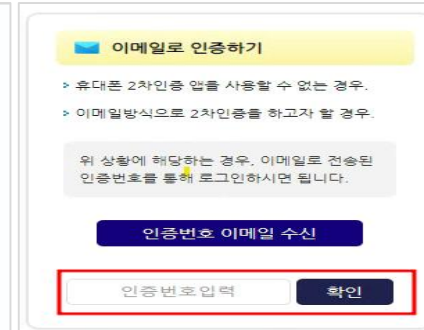 이메일로 인증하기
> 휴대폰 2차인증 앱을 사용할 수 없는 경우.
> 이메일방식으로 2차인증를 하고자 할 경우.
위 상황에 해당하는 경우, 이메일로 전송된
인증번호를 통해 로그인하시면 됩니다.
인증번호 이메일 수신
인증번호입력 확인